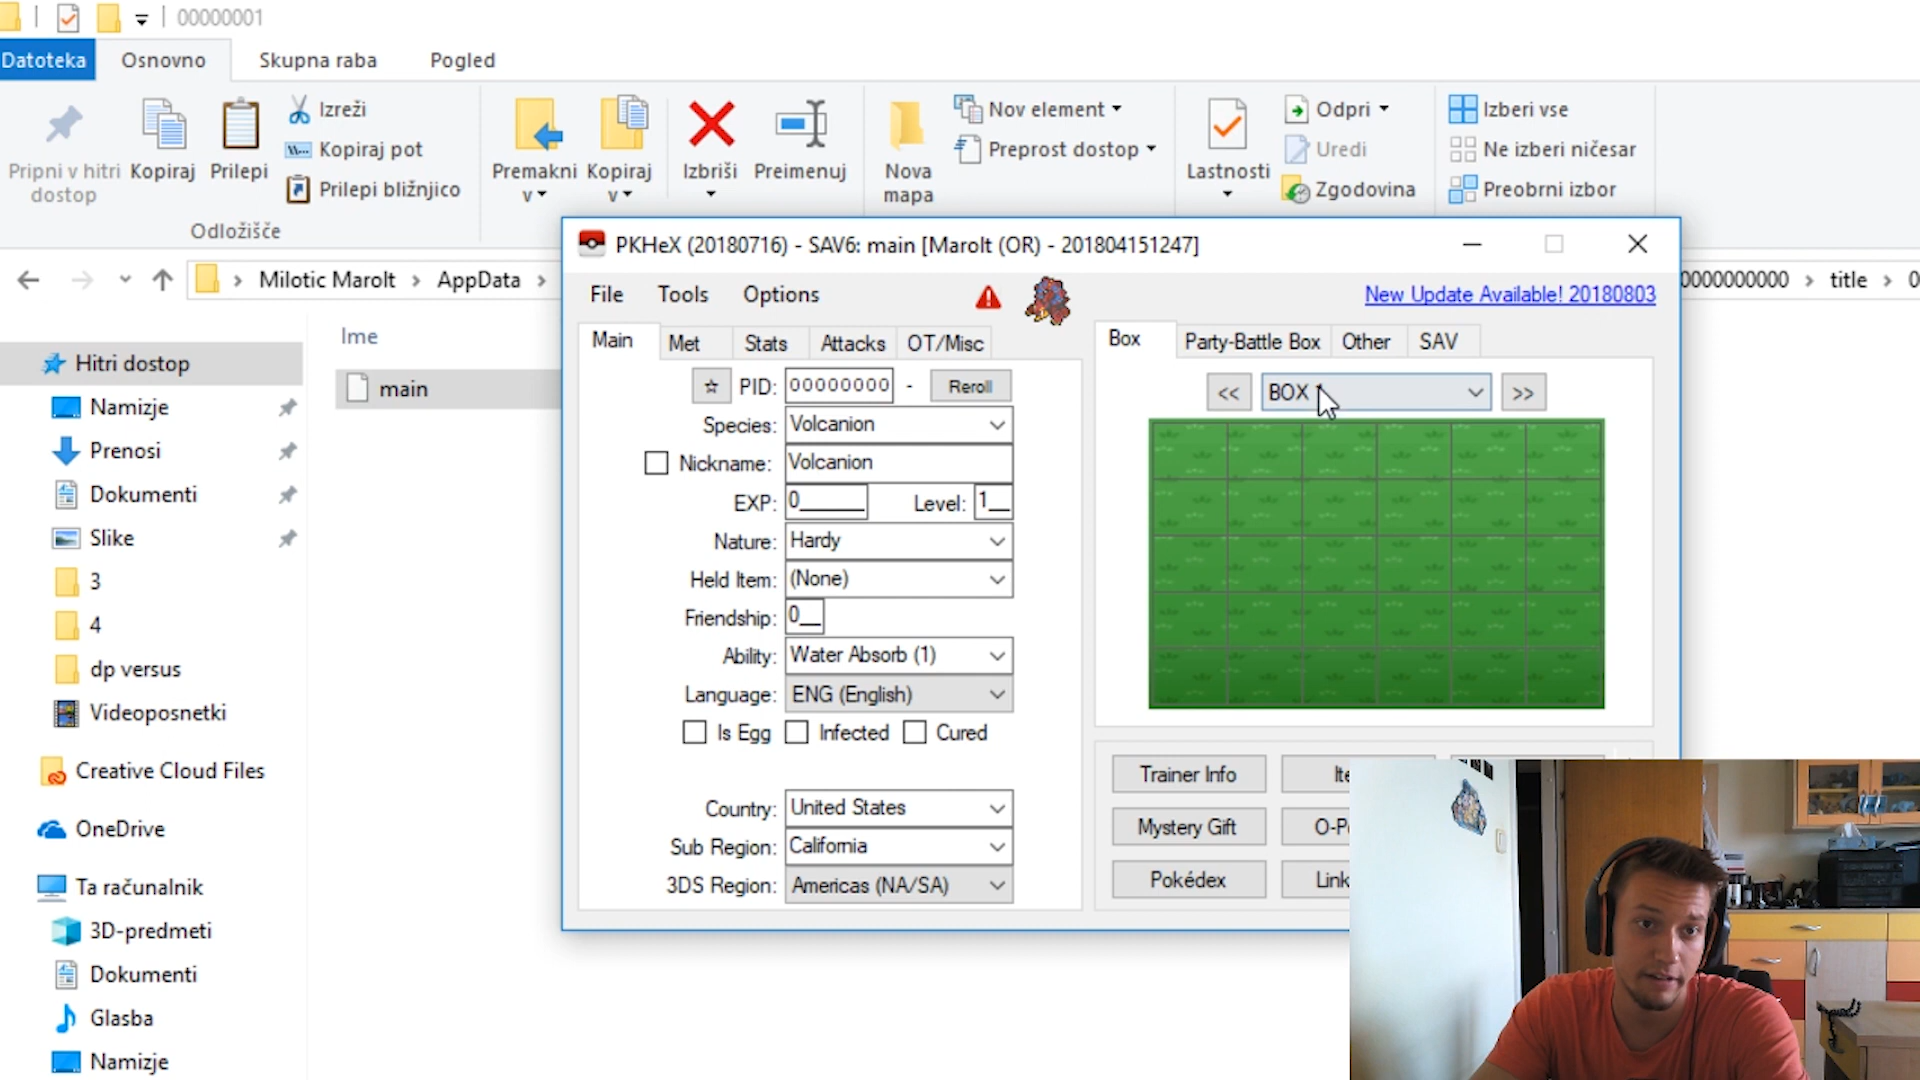 00000001
Datoteka
Osnovno
Skupna raba
Pogled
Pripni v hitri dostop
Kopiraj
Prilepi
Izreži
Kopiraj pot
Prilepi bližnjico
Odložišče
Premakni v
Kopiraj v
Izbriši
Preimenuj
Nova mapa
Nov element
Preprost dostop
Lastnosti
Odpri
Uredi
Zgodovina
Izberi vse
Ne izberi ničesar
Preobrni izbor
Milotic Marolt
AppData
0000000000
title
0
Ime
main
Hitri dostop
Namizje
Prenosi
Dokumenti
Slike
3
4
dp versus
Videoposnetki
Creative Cloud Files
OneDrive
Ta računalnik
3D-predmeti
Dokumenti
Glasba
Namizje
PKHeX (20180716) - SAV6: main [Marolt (OR) - 201804151247]
File
Tools
Options
New Update Available! 20180803
Main
Met
Stats
Attacks
OT/Misc
PID: 00000000 - Reroll
Species: Volcanion
Nickname: Volcanion
EXP: 0 Level: 1
Nature: Hardy
Held Item: (None)
Friendship: 0
Ability: Water Absorb (1)
Language: ENG (English)
Is Egg Infected Cured
Country: United States
Sub Region: California
3DS Region: Americas (NA/SA)
Box
Party-Battle Box
Other
SAV
<< BOX >>
Trainer Info
Ite
Mystery Gift
O-P
Pokédex
Link